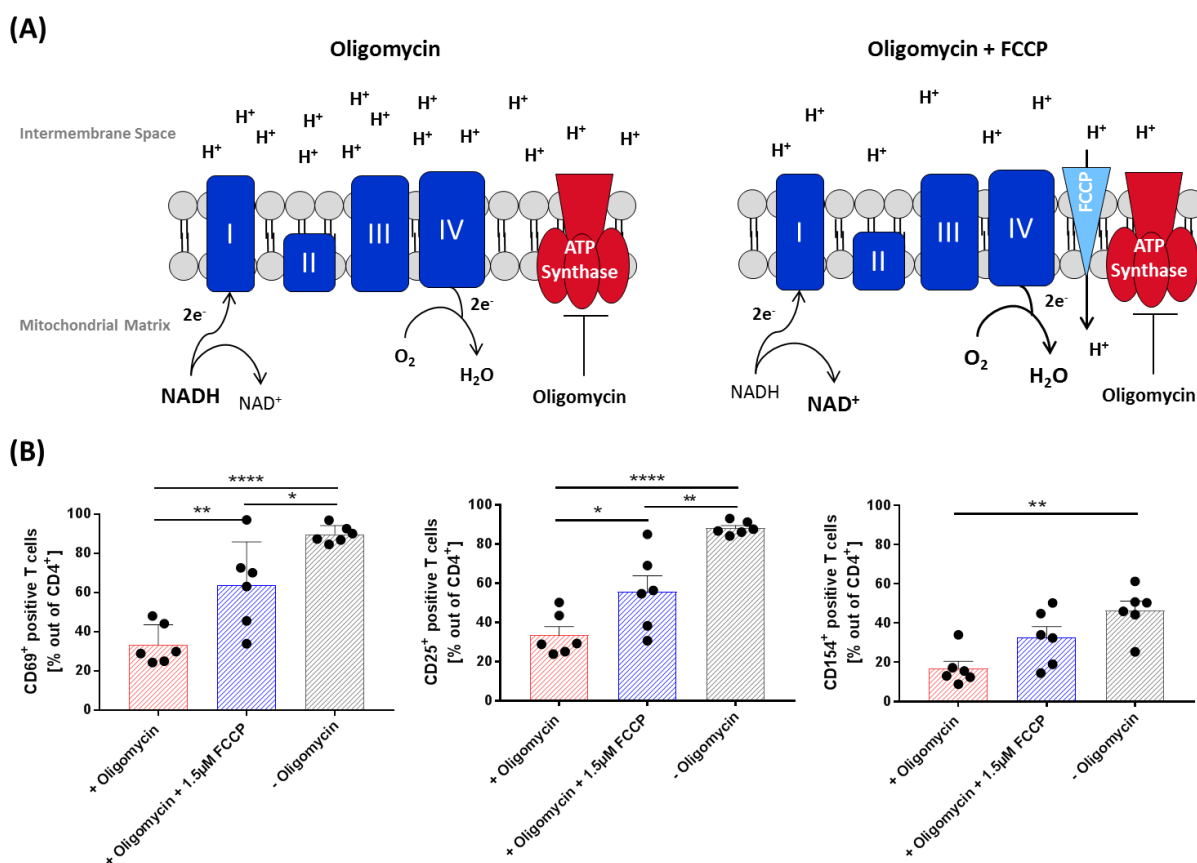 (A)
Oligomycin
Oligomycin + FCCP
Intermembrane Space
H⁺ H⁺ H⁺ H⁺ H⁺ H⁺ H⁺ H⁺ H⁺ H⁺ H⁺ H⁺ H⁺ H⁺ H⁺ H⁺
H⁺ H⁺ H⁺ H⁺ H⁺ H⁺ H⁺ H⁺
I
II
III
IV
ATP
Synthase
I
II
III
IV
FCCP
ATP
Synthase
Mitochondrial Matrix
2e⁻
2e⁻
O₂
H₂O
NADH
NAD⁺
Oligomycin
2e⁻
2e⁻
O₂
H₂O
H⁺
NADH
NAD⁺
Oligomycin
(B)
CD69⁺ positive T cells
[% out of CD4⁺]
100
80
60
40
20
0
****
**
*
+ Oligomycin
+ Oligomycin + 1.5µM FCCP
- Oligomycin
CD25⁺ positive T cells
[% out of CD4⁺]
100
80
60
40
20
0
****
*
**
+ Oligomycin
+ Oligomycin + 1.5µM FCCP
- Oligomycin
CD154⁺ positive T cells
[% out of CD4⁺]
100
80
60
40
20
0
**
+ Oligomycin
+ Oligomycin + 1.5µM FCCP
- Oligomycin